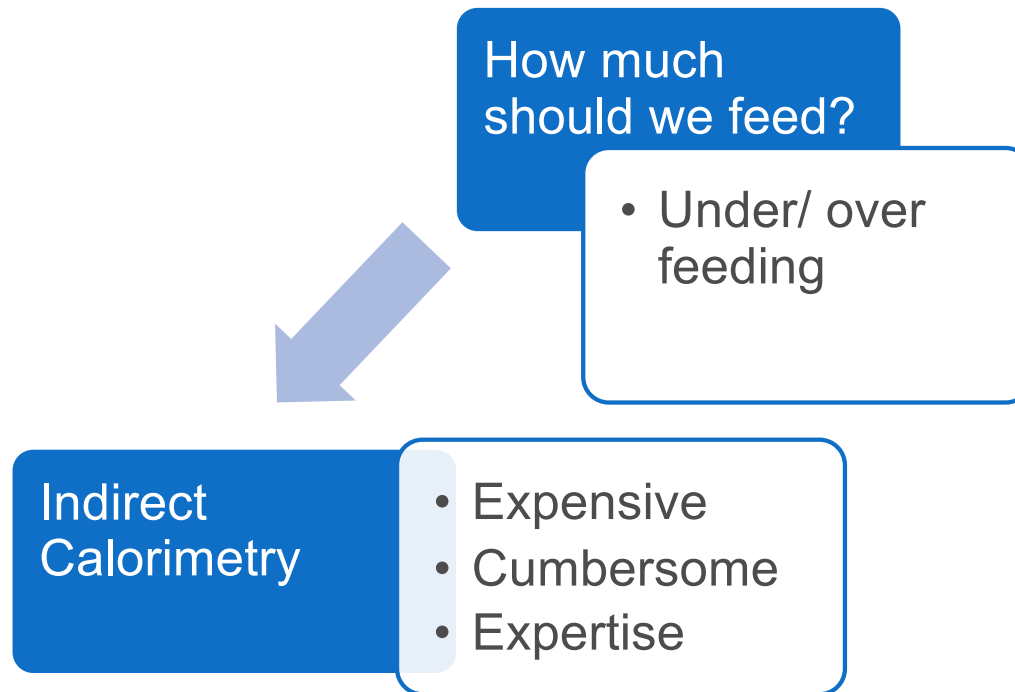 How much
should we feed?
• Under/ over
feeding
Indirect
Calorimetry
• Expensive
• Cumbersome
• Expertise